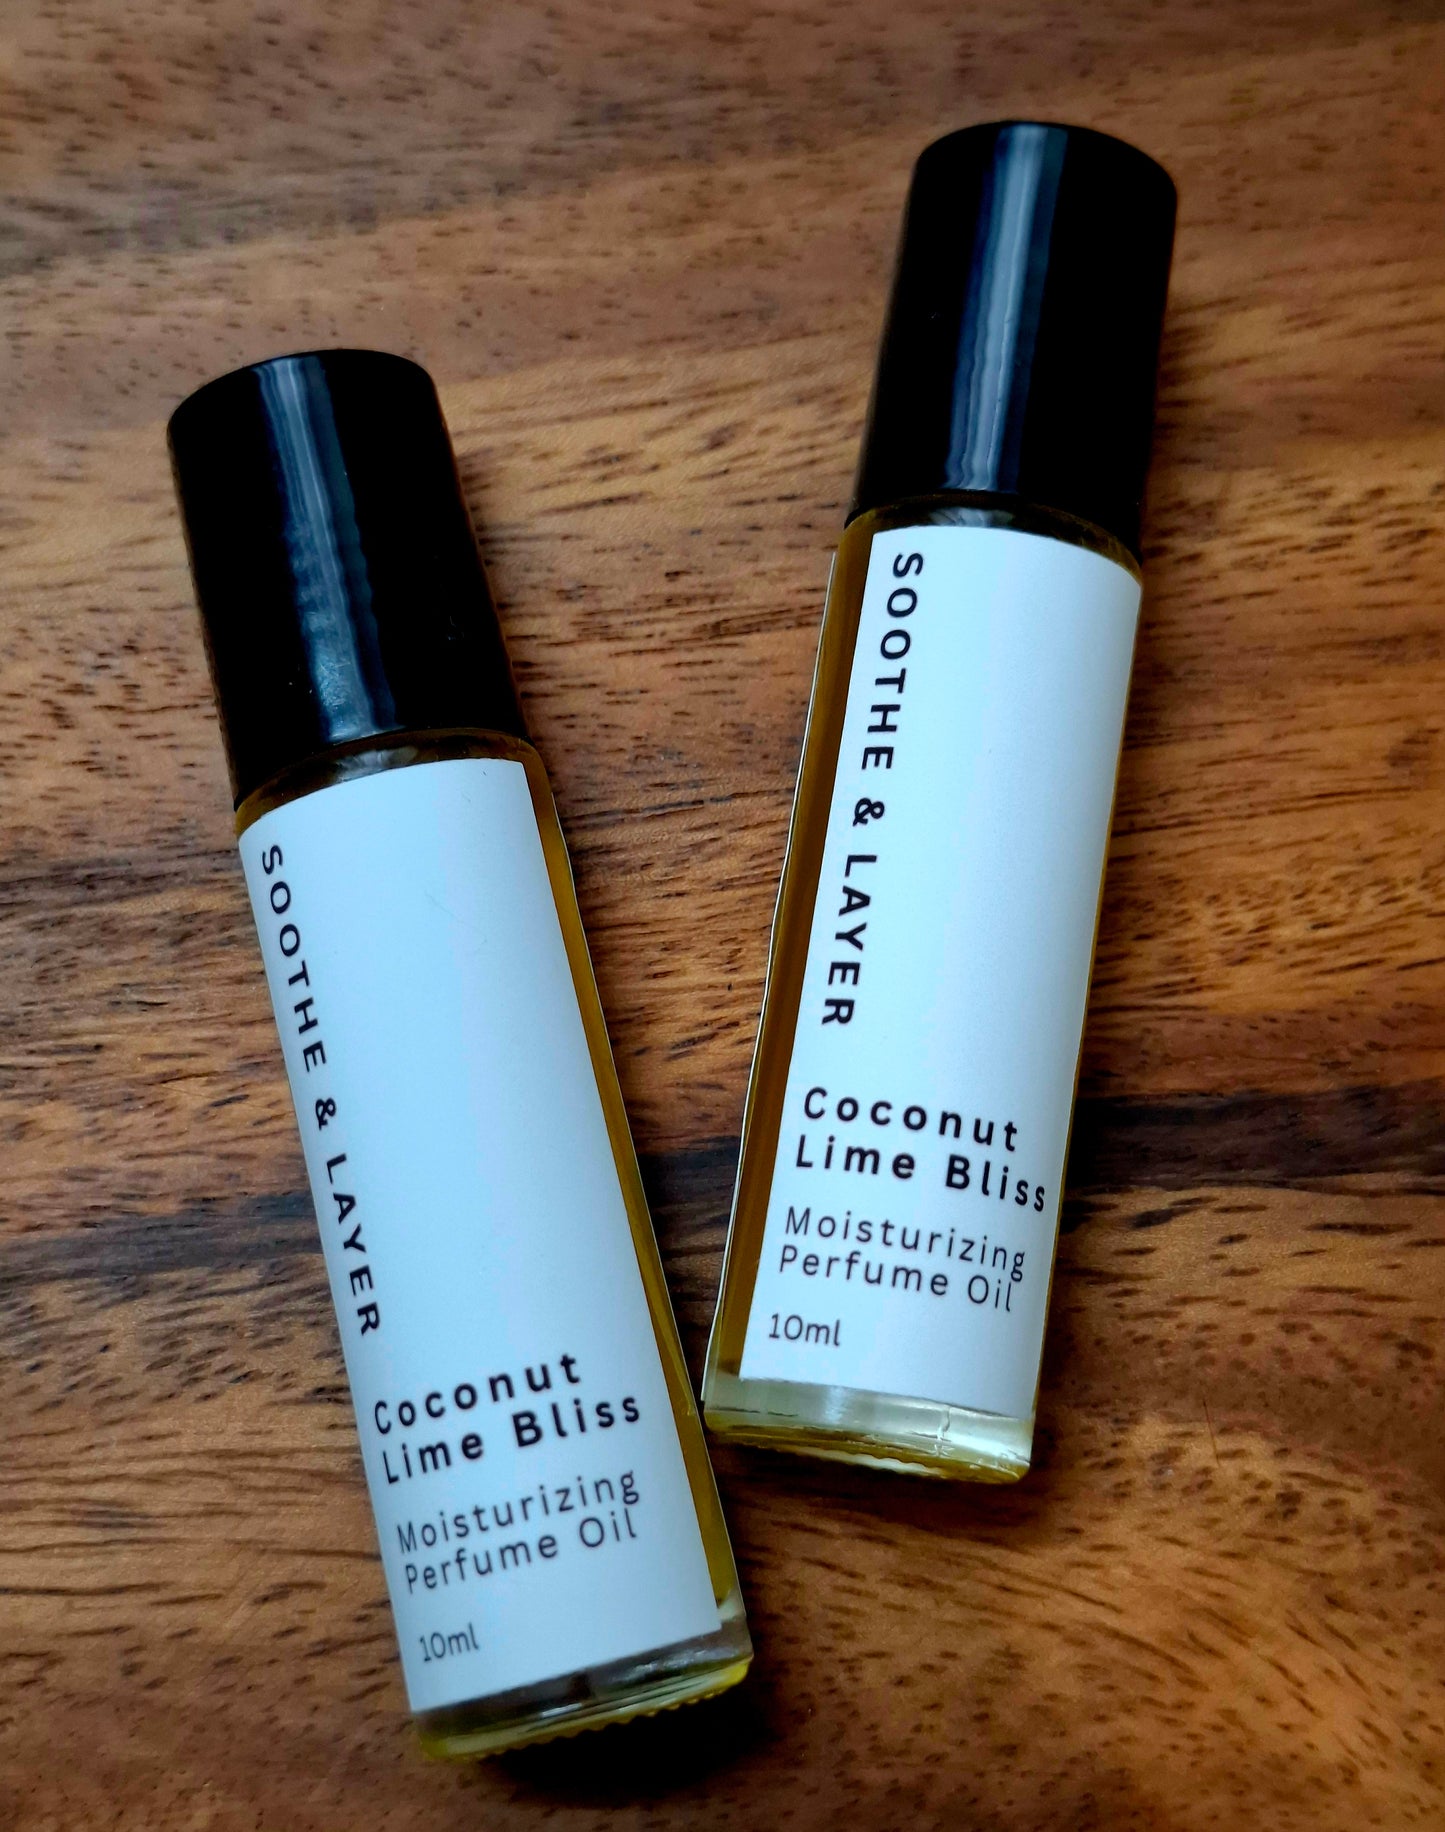 SOOTHE & LAYER
Coconut
Lime Bliss
Moisturizing
Perfume Oil
10ml
SOOTHE & LAYER
Coconut
Lime Bliss
Moisturizing
Perfume Oil
10ml